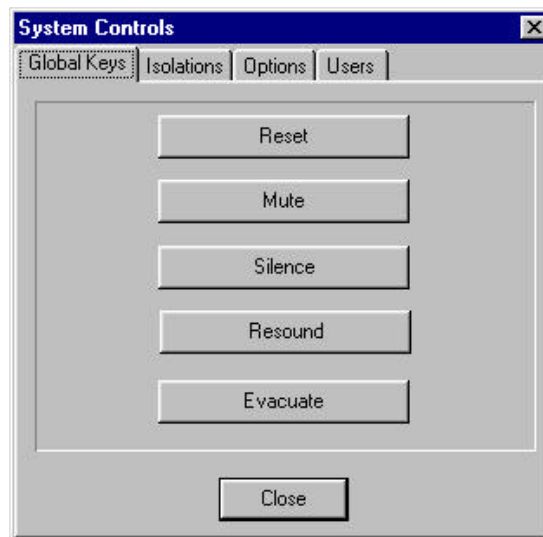 System Controls
Global Keys Isolations Options Users
Reset
Mute
Silence
Resound
Evacuate
Close